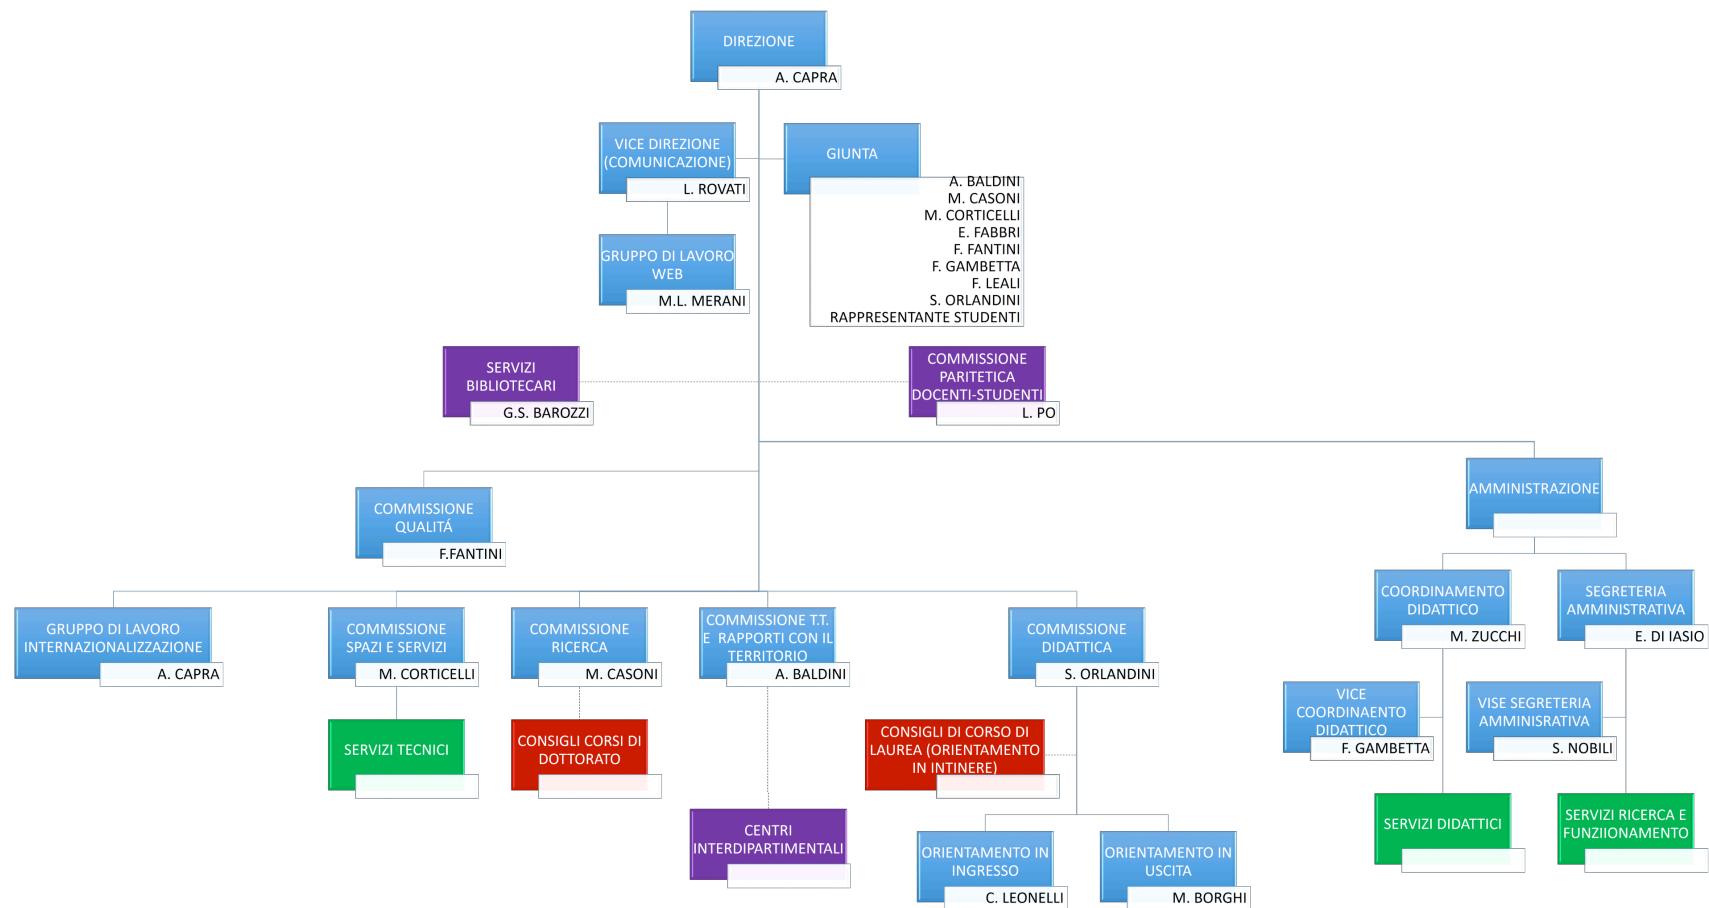 DIREZIONE
A. CAPRA
VICE DIREZIONE
(COMUNICAZIONE)
L. ROVATI
GIUNTA
A. BALDINI
M. CASONI
M. CORTICELLI
E. FABBRI
F. FANTINI
F. GAMBETTA
F. LEALI
S. ORLANDINI
RAPPRESENTANTE STUDENTI
GRUPPO DI LAVORO
WEB
M.L. MERANI
SERVIZI
BIBLIOTECARI
G.S. BAROZZI
COMMISSIONE
PARITETICA
DOCENTI-STUDENTI
L. PO
COMMISSIONE
QUALITÁ
F.FANTINI
AMMINISTRAZIONE
GRUPPO DI LAVORO
INTERNAZIONALIZZAZIONE
A. CAPRA
COMMISSIONE
SPAZI E SERVIZI
M. CORTICELLI
COMMISSIONE
RICERCA
M. CASONI
COMMISSIONE T.T.
E RAPPORTI CON IL
TERRITORIO
A. BALDINI
COMMISSIONE
DIDATTICA
S. ORLANDINI
COORDINAMENTO
DIDATTICO
M. ZUCCHI
SEGRETERIA
AMMINISTRATIVA
E. DI IASIO
SERVIZI TECNICI
CONSIGLI CORSI DI
DOTTORATO
CONSIGLI DI CORSO DI
LAUREA (ORIENTAMENTO
IN INTINERE)
VICE
COORDINAENTO
DIDATTICO
F. GAMBETTA
VISE SEGRETERIA
AMMINISRATIVA
S. NOBILI
CENTRI
INTERDIPARTIMENTALI
ORIENTAMENTO IN
INGRESSO
C. LEONELLI
ORIENTAMENTO IN
USCITA
M. BORGHI
SERVIZI DIDATTICI
SERVIZI RICERCA E
FUNZIIONAMENTO